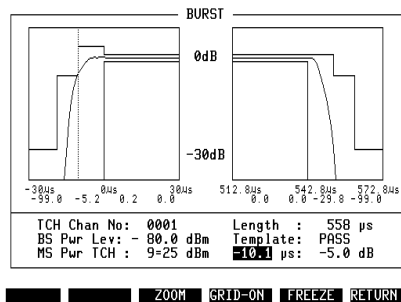 BURST
0dB
-30dB
-30µs 0µs 30µs 512.8µs 542.8µs 572.8µs
-99.0 -5.2 0.2 0.0 0.0 0.0 -29.8 -99.0
TCH Chan No: 0001 Length : 558 µs
BS Pwr Lev: - 80.0 dBm Template: PASS
MS Pwr TCH : 9=25 dBm -10.1 µs: -5.0 dB
ZOOM GRID-ON FREEZE RETURN